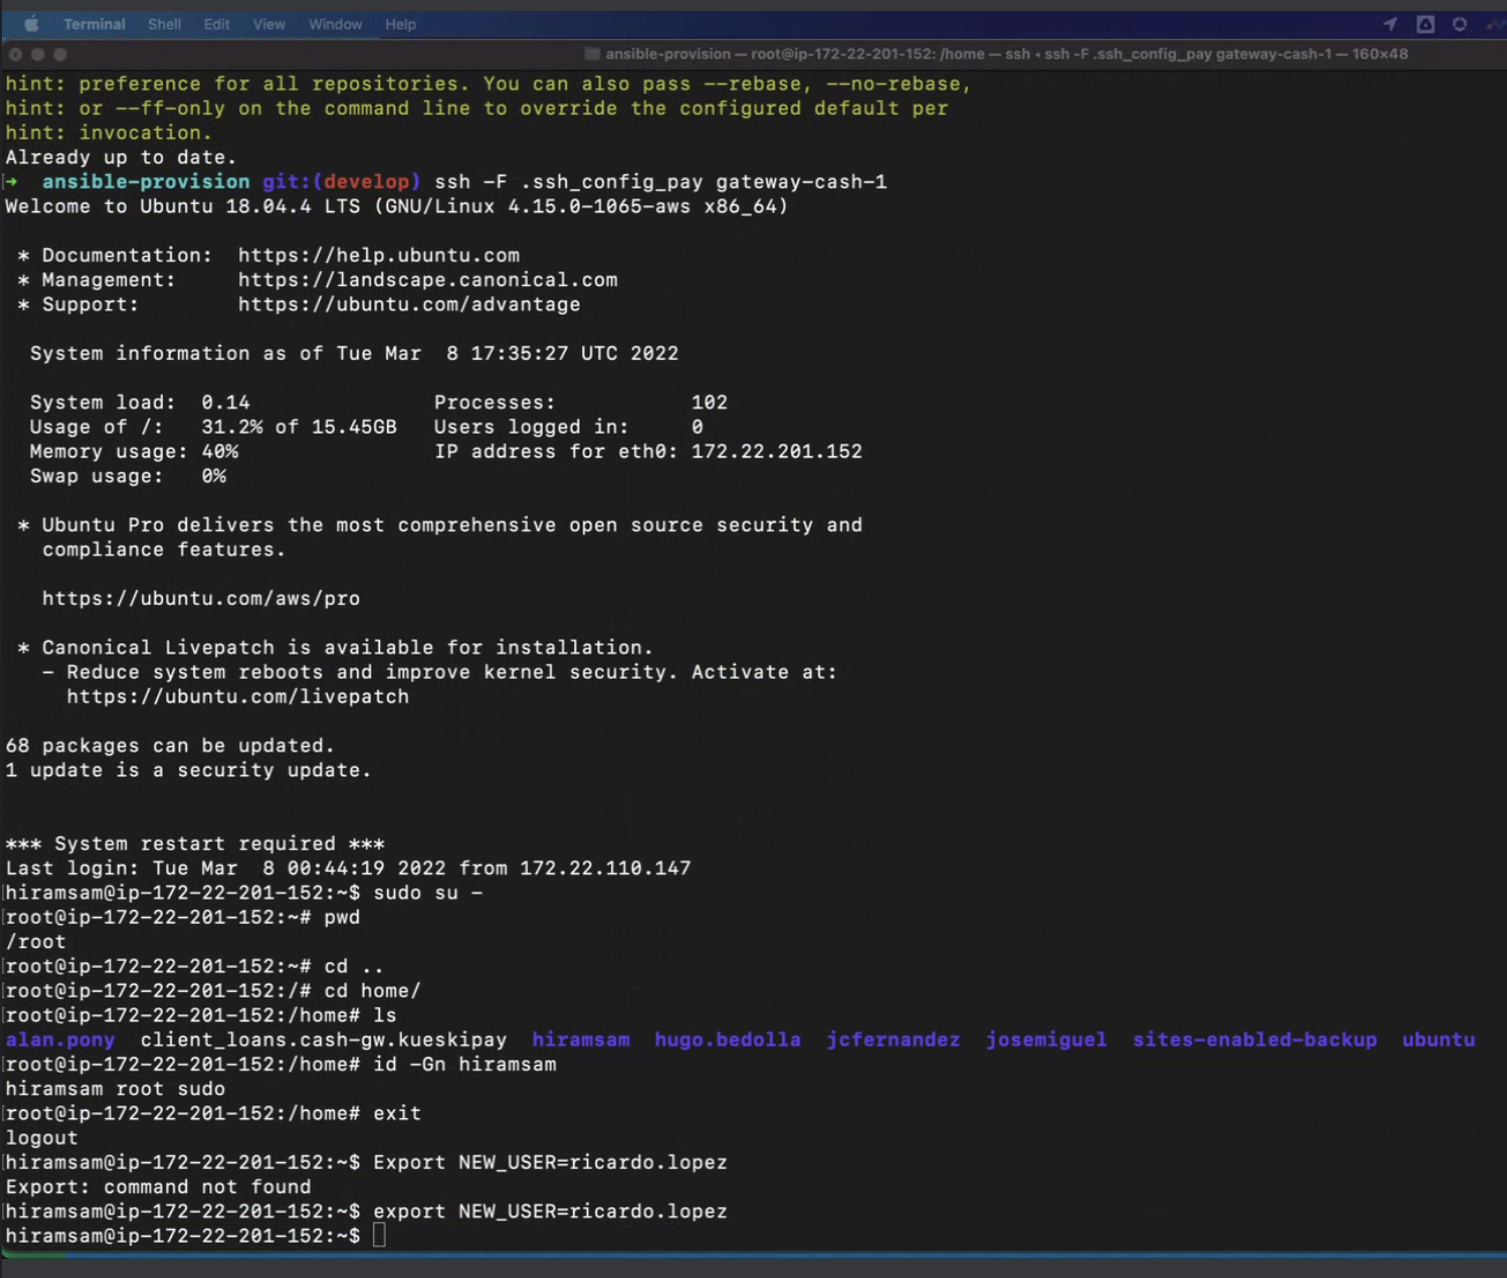 Terminal Shell Edit View Window Help
ansible-provision — root@ip-172-22-201-152: /home — ssh ◂ ssh -F .ssh_config_pay gateway-cash-1 — 160×48
hint: preference for all repositories. You can also pass --rebase, --no-rebase,
hint: or --ff-only on the command line to override the configured default per
hint: invocation.
Already up to date.
➜ ansible-provision git:(develop) ssh -F .ssh_config_pay gateway-cash-1
Welcome to Ubuntu 18.04.4 LTS (GNU/Linux 4.15.0-1065-aws x86_64)
* Documentation: https://help.ubuntu.com
* Management: https://landscape.canonical.com
* Support: https://ubuntu.com/advantage
System information as of Tue Mar 8 17:35:27 UTC 2022
System load: 0.14 Processes: 102
Usage of /: 31.2% of 15.45GB Users logged in: 0
Memory usage: 40% IP address for eth0: 172.22.201.152
Swap usage: 0%
* Ubuntu Pro delivers the most comprehensive open source security and
compliance features.
https://ubuntu.com/aws/pro
* Canonical Livepatch is available for installation.
- Reduce system reboots and improve kernel security. Activate at:
https://ubuntu.com/livepatch
68 packages can be updated.
1 update is a security update.
*** System restart required ***
Last login: Tue Mar 8 00:44:19 2022 from 172.22.110.147
hiramsam@ip-172-22-201-152:~$ sudo su -
root@ip-172-22-201-152:~# pwd
/root
root@ip-172-22-201-152:~# cd ..
root@ip-172-22-201-152:/# cd home/
root@ip-172-22-201-152:/home# ls
alan.pony client_loans.cash-gw.kueskipay hiramsam hugo.bedolla jcfernandez josemiguel sites-enabled-backup ubuntu
root@ip-172-22-201-152:/home# id -Gn hiramsam
hiramsam root sudo
root@ip-172-22-201-152:/home# exit
logout
hiramsam@ip-172-22-201-152:~$ Export NEW_USER=ricardo.lopez
Export: command not found
hiramsam@ip-172-22-201-152:~$ export NEW_USER=ricardo.lopez
hiramsam@ip-172-22-201-152:~$